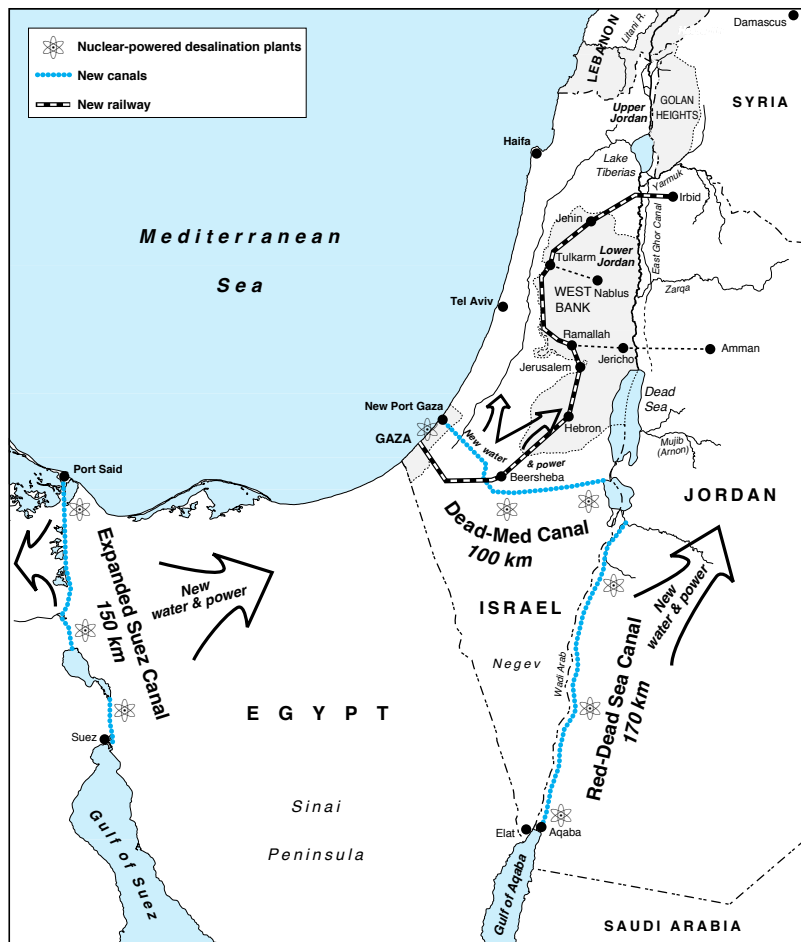 Nuclear-powered desalination plants
New canals
New railway
Damascus
Litani R.
LEBANON
GOLAN
HEIGHTS
SYRIA
Upper
Jordan
Haifa
Lake
Tiberias
Yarmuk
Irbid
Mediterranean
Sea
Jenin
East Ghor Canal
Lower
Jordan
Tulkarm
WEST
BANK
Nablus
Zarqa
Tel Aviv
Ramallah
Jericho
Amman
Jerusalem
Dead
Sea
New Port Gaza
GAZA
Hebron
New water
& power
Mujib
(Arnon)
Port Said
Beersheba
JORDAN
Dead-Med Canal
100 km
Expanded Suez Canal
150 km
New
water & power
New
water & power
ISRAEL
Negev
Wadi Arab
Red-Dead Sea Canal
170 km
EGYPT
Suez
Sinai
Peninsula
Elat
Aqaba
Gulf of Suez
Gulf of Aqaba
SAUDI ARABIA